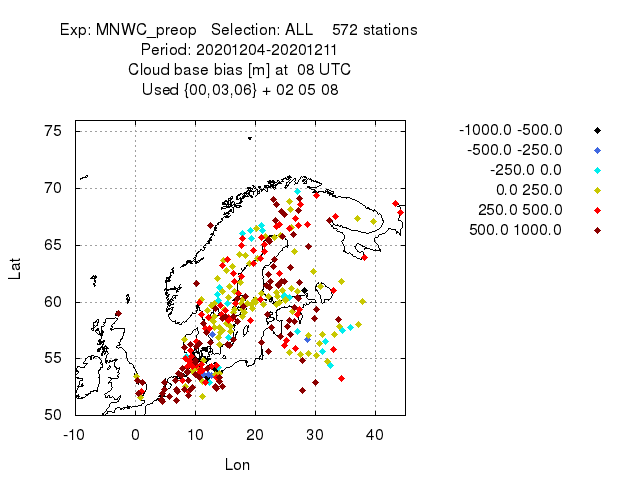 Exp: MNWC_preop Selection: ALL 572 stations
Period: 20201204-20201211
Cloud base bias [m] at 08 UTC
Used {00,03,06} + 02 05 08
-1000.0 -500.0
-500.0 -250.0
-250.0 0.0
0.0 250.0
250.0 500.0
500.0 1000.0
75
70
65
60
55
50
Lat
-10 0 10 20 30 40
Lon